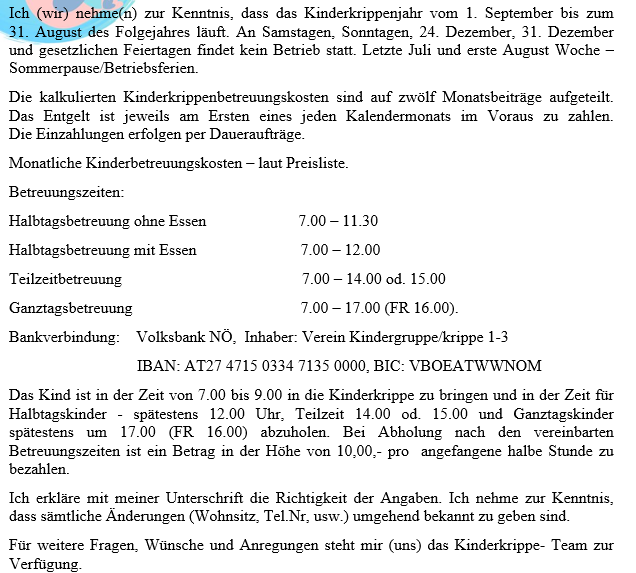 Ich (wir) nehme(n) zur Kenntnis, dass das Kinderkrippenjahr vom 1. September bis zum
31. August des Folgejahres läuft. An Samstagen, Sonntagen, 24. Dezember, 31. Dezember
und gesetzlichen Feiertagen findet kein Betrieb statt. Letzte Juli und erste August Woche –
Sommerpause/Betriebsferien.
Die kalkulierten Kinderkrippenbetreuungskosten sind auf zwölf Monatsbeiträge aufgeteilt.
Das Entgelt ist jeweils am Ersten eines jeden Kalendermonats im Voraus zu zahlen.
Die Einzahlungen erfolgen per Daueraufträge.
Monatliche Kinderbetreuungskosten – laut Preisliste.
Betreuungszeiten:
Halbtagsbetreuung ohne Essen 7.00 – 11.30
Halbtagsbetreuung mit Essen 7.00 – 12.00
Teilzeitbetreuung 7.00 – 14.00 od. 15.00
Ganztagsbetreuung 7.00 – 17.00 (FR 16.00).
Bankverbindung: Volksbank NÖ, Inhaber: Verein Kindergruppe/krippe 1-3
IBAN: AT27 4715 0334 7135 0000, BIC: VBOEATWWNOM
Das Kind ist in der Zeit von 7.00 bis 9.00 in die Kinderkrippe zu bringen und in der Zeit für
Halbtagskinder - spätestens 12.00 Uhr, Teilzeit 14.00 od. 15.00 und Ganztagskinder
spätestens um 17.00 (FR 16.00) abzuholen. Bei Abholung nach den vereinbarten
Betreuungszeiten ist ein Betrag in der Höhe von 10,00,- pro angefangene halbe Stunde zu
bezahlen.
Ich erkläre mit meiner Unterschrift die Richtigkeit der Angaben. Ich nehme zur Kenntnis,
dass sämtliche Änderungen (Wohnsitz, Tel.Nr, usw.) umgehend bekannt zu geben sind.
Für weitere Fragen, Wünsche und Anregungen steht mir (uns) das Kinderkrippe- Team zur
Verfügung.